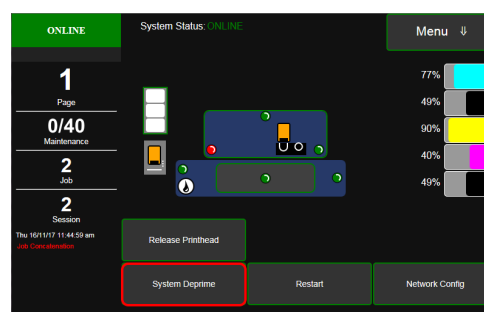 ONLINE
System Status: ONLINE
Menu ⇓
1
Page
0/40
Maintenance
2
Job
2
Session
Thu 16/11/17 11:44:59 am
Job Concatenation
77%
49%
90%
40%
49%
Release Printhead
System Deprime
Restart
Network Config